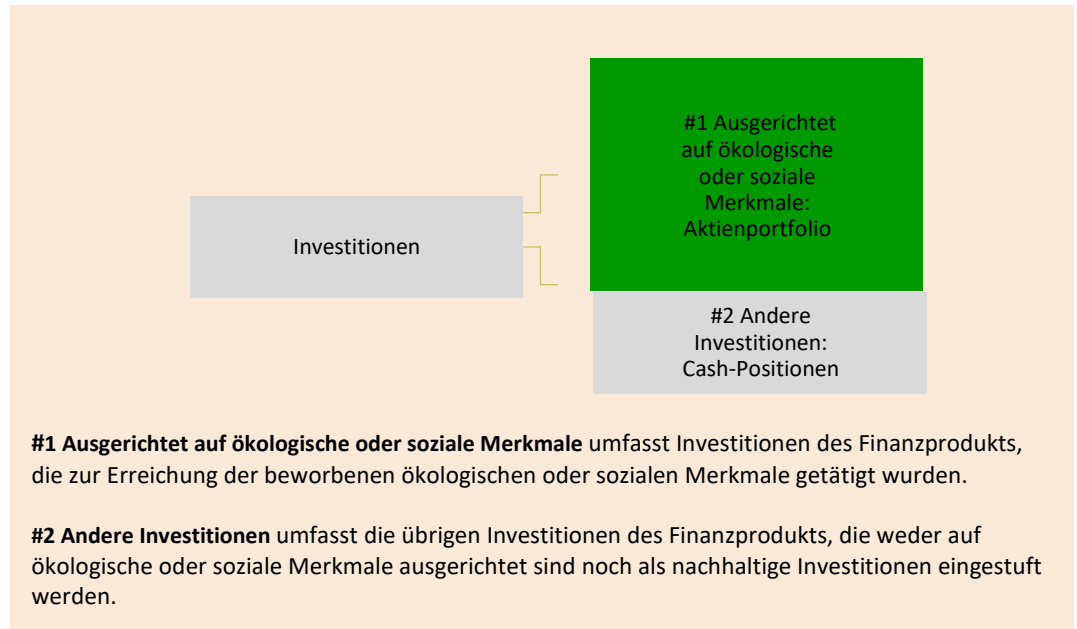 #1 Ausgerichtet
auf ökologische
oder soziale
Merkmale:
Aktienportfolio
Investitionen
#2 Andere
Investitionen:
Cash-Positionen
#1 Ausgerichtet auf ökologische oder soziale Merkmale umfasst Investitionen des Finanzprodukts,
die zur Erreichung der beworbenen ökologischen oder sozialen Merkmale getätigt wurden.
#2 Andere Investitionen umfasst die übrigen Investitionen des Finanzprodukts, die weder auf
ökologische oder soziale Merkmale ausgerichtet sind noch als nachhaltige Investitionen eingestuft
werden.